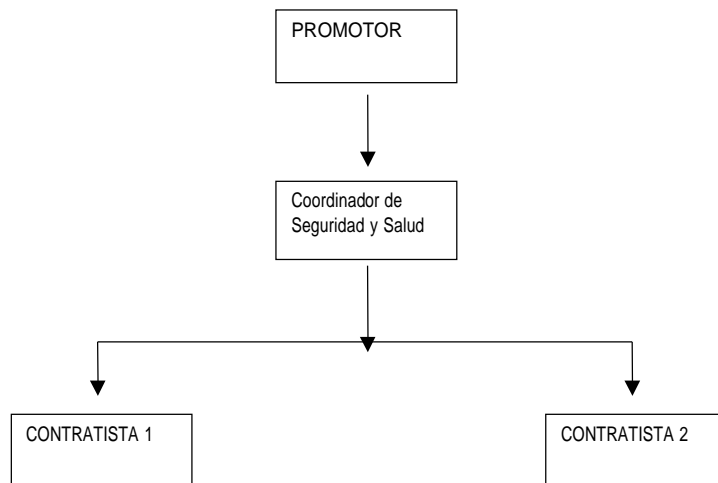 PROMOTOR
Coordinador de
Seguridad y Salud
CONTRATISTA 1
CONTRATISTA 2